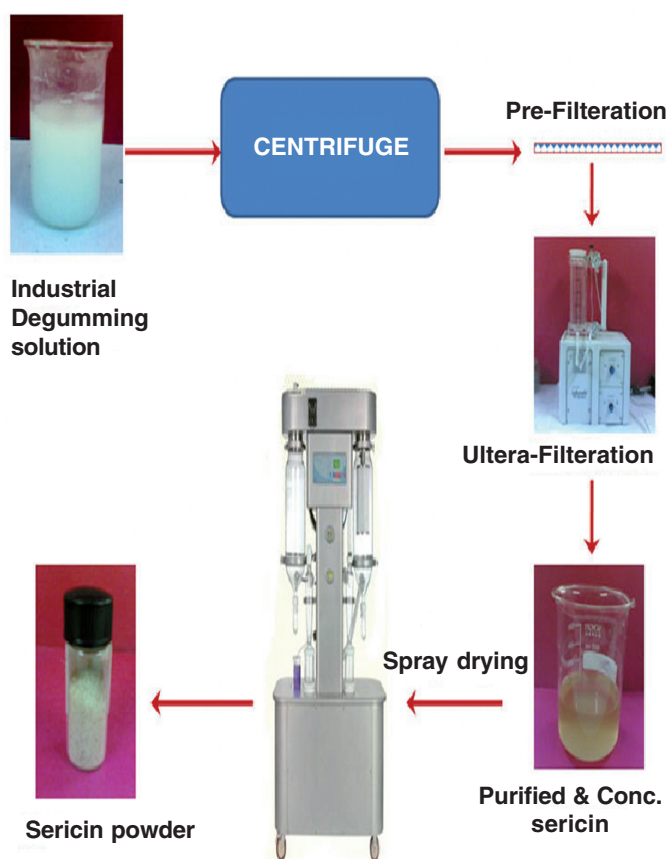 CENTRIFUGE
Pre-Filteration
Industrial
Degumming
solution
Ultera-Filteration
Spray drying
Purified & Conc.
sericin
Sericin powder